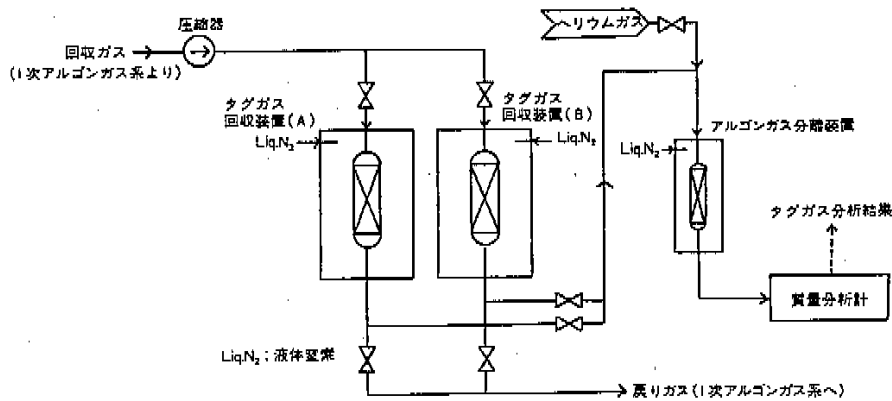 圧縮器
回収ガス
(1次アルゴンガス系より)
ヘリウムガス
タグガス
回収装置(A)
タグガス
回収装置(B)
アルゴンガス分離装置
Liq.N₂
Liq.N₂
Liq.N₂
タグガス分析結果
質量分析計
Liq.N₂;液体窒素
戻りガス(1次アルゴンガス系へ)